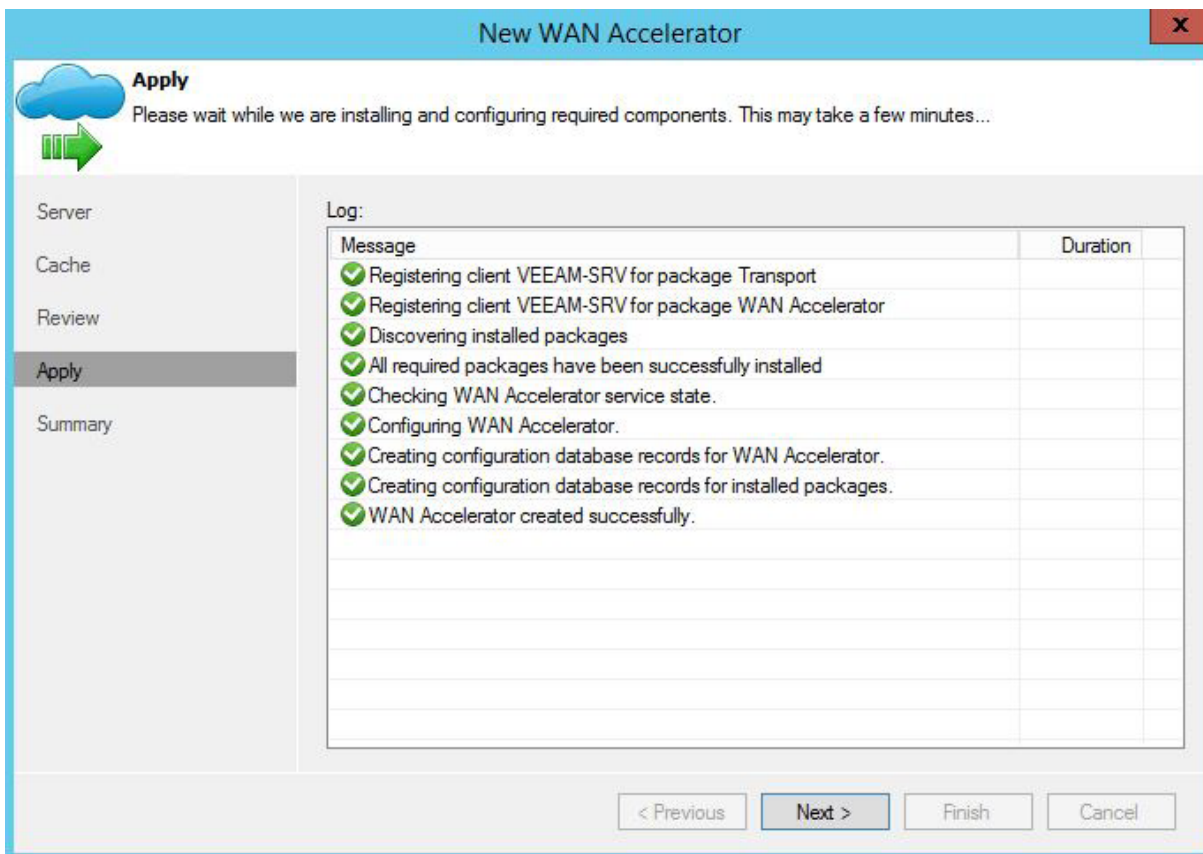 New WAN Accelerator
x
Apply
Please wait while we are installing and configuring required components. This may take a few minutes...
Server
Cache
Review
Apply
Summary
Log:
Message Duration
Registering client VEEAM-SRV for package Transport
Registering client VEEAM-SRV for package WAN Accelerator
Discovering installed packages
All required packages have been successfully installed
Checking WAN Accelerator service state.
Configuring WAN Accelerator.
Creating configuration database records for WAN Accelerator.
Creating configuration database records for installed packages.
WAN Accelerator created successfully.
< Previous Next > Finish Cancel